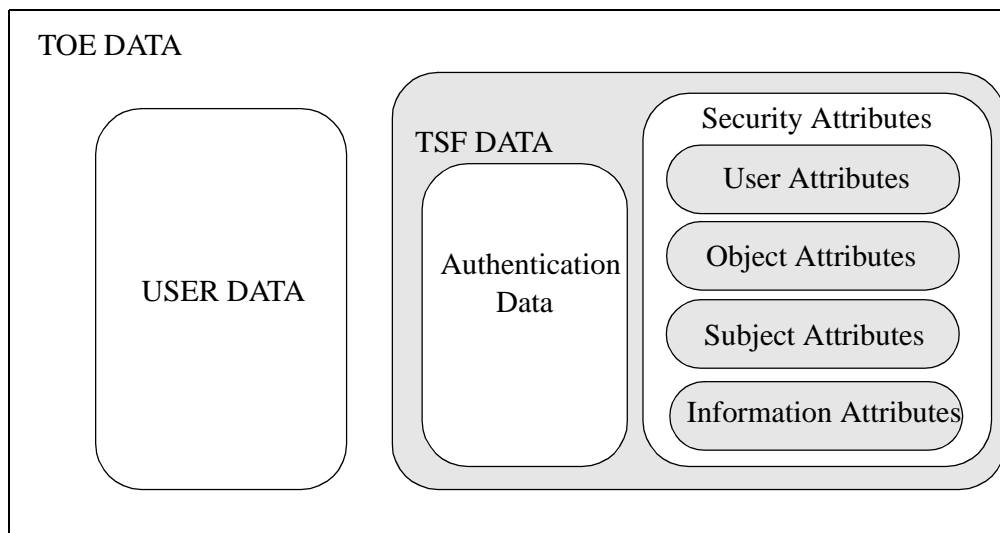 TOE DATA
USER DATA
TSF DATA
Authentication
Data
Security Attributes
User Attributes
Object Attributes
Subject Attributes
Information Attributes